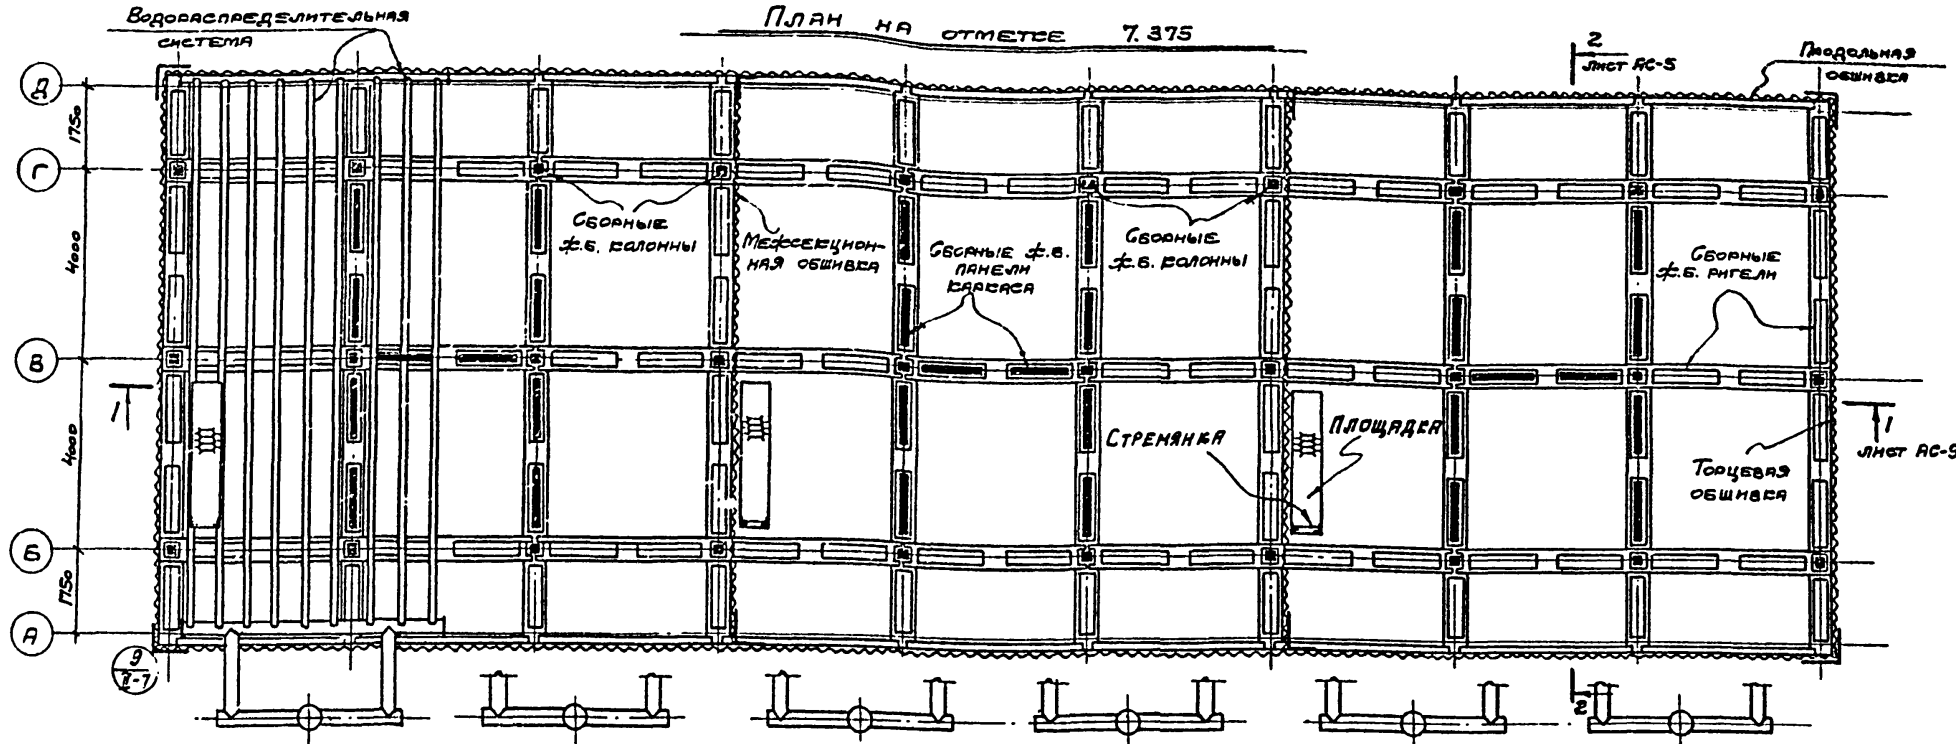 План на отметке 7.375
Водораспределительная
система
2
лист АС-5
Продольная
обшивка
Д
1750
Г
4000
В
4000
Б
1750
А
Сборные
ж.б. колонны
Межсекцион-
ная обшивка
Сборные ж.б.
панели
каркаса
Сборные
ж.б. колонны
Сборные
ж.б. ригели
1
Стремянка
Площадка
1
лист АС-5
Торцевая
обшивка
9
II-7
2